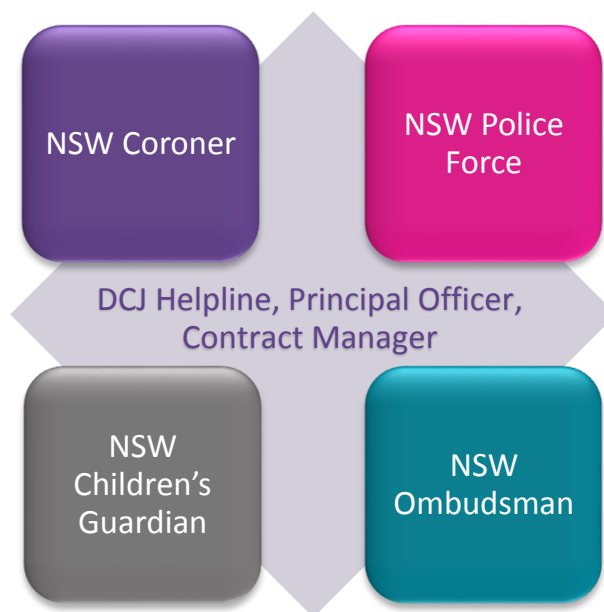 NSW Coroner
NSW Police
Force
DCJ Helpline, Principal Officer,
Contract Manager
NSW
Children’s
Guardian
NSW
Ombudsman